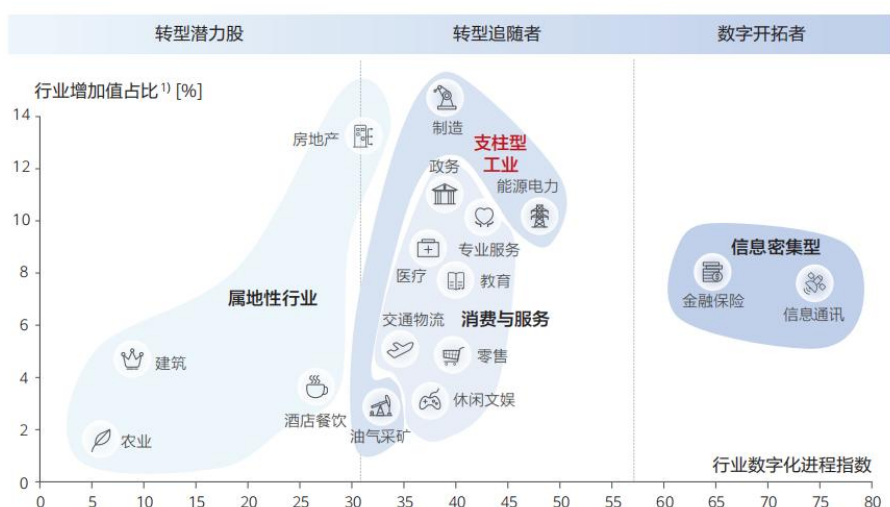 转型潜力股
转型追随者
数字开拓者
行业增加值占比1) [%]
14
12
10
8
6
4
2
0
房地产
制造
支柱型
工业
政务
能源电力
专业服务
医疗
教育
信息密集型
金融保险
信息通讯
属地性行业
交通物流
消费与服务
建筑
零售
酒店餐饮
休闲文娱
农业
油气采矿
行业数字化进程指数
0 5 10 15 20 25 30 35 40 45 50 55 60 65 70 75 80